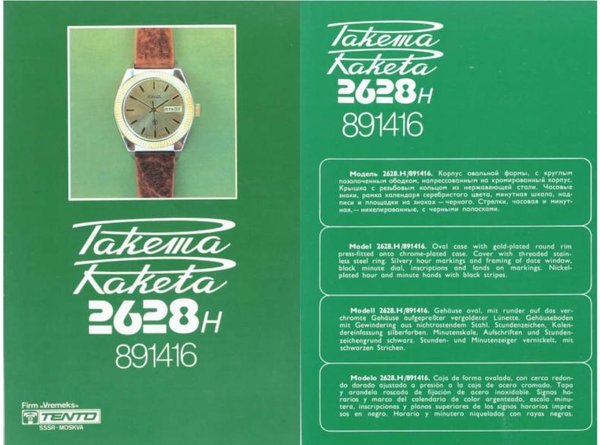 Ракета
Raketa
2628H
891416
Firm «Vremeks»
TENTO
SSSR - MOSKVA
Ракета
Raketa
2628H
891416
Модель 2628.Н/891416. Корпус овальной формы, с круглым
позолоченным ободком, напрессованным на хромированный корпус.
Крышка с резьбовым кольцом из нержавеющей стали. Часовые
знаки, рамка календаря серебристого цвета, минутная шкала, над-
писи и площадки на знаках — черного. Стрелки, часовая и минут-
ная,— никелированные, с черными полосками.
Model 2628.H/891416. Oval case with gold-plated round rim
press-fitted onto chrome-plated case. Cover with threaded stain-
less steel ring. Silvery hour markings and framing of date window,
black minute dial, inscriptions and lands on markings. Nickel-
plated hour and minute hands with black stripes.
Modell 2628.H/891416. Gehäuse oval, mit runder auf das ver-
chromte Gehäuse aufgepreßter vergoldeter Lünette. Gehäuseboden
mit Gewindering aus nichtrostendem Stahl. Stundenzeichen, Kalen-
dereinfassung silberfarben. Minutenskale, Aufschriften und Stunden-
zeichengrund schwarz. Stunden- und Minutenzeiger vernickelt, mit
schwarzen Strichen.
Modelo 2628.H/891416. Caja de forma ovalada, con cerco redon-
do dorado ajustado a presión a la caja de acero cromado. Tapa
y arandela roscada de fijación de acero inoxidable. Signos ho-
rarios y marco del calendario de color argentado, escala minu-
tera, inscripciones y planos superiores de los signos horarios impre-
sos en negro. Horario y minutero niquelados con rayas negras.